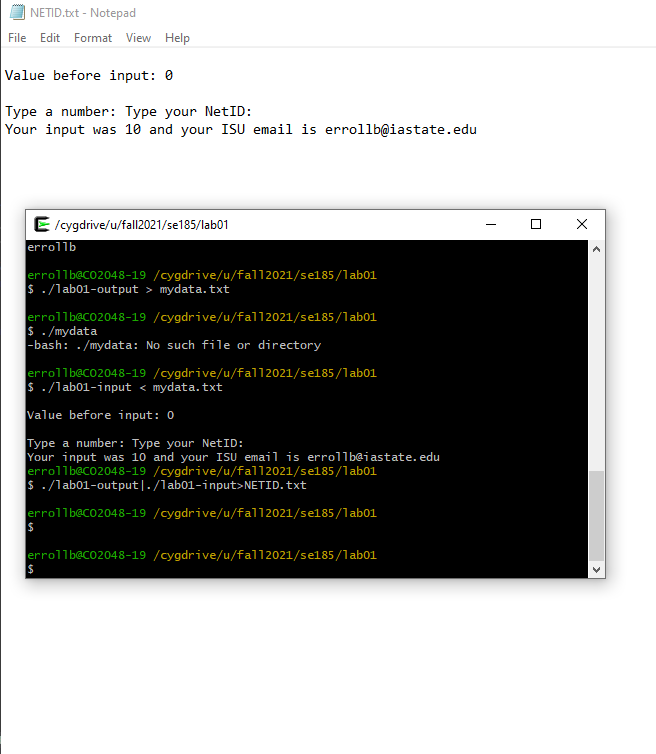 NETID.txt - Notepad
File Edit Format View Help
Value before input: 0
Type a number: Type your NetID:
Your input was 10 and your ISU email is errollb@iastate.edu
/cygdrive/u/fall2021/se185/lab01
errollb
errollb@CO2048-19 /cygdrive/u/fall2021/se185/lab01
$ ./lab01-output > mydata.txt
errollb@CO2048-19 /cygdrive/u/fall2021/se185/lab01
$ ./mydata
-bash: ./mydata: No such file or directory
errollb@CO2048-19 /cygdrive/u/fall2021/se185/lab01
$ ./lab01-input < mydata.txt
Value before input: 0
Type a number: Type your NetID:
Your input was 10 and your ISU email is errollb@iastate.edu
errollb@CO2048-19 /cygdrive/u/fall2021/se185/lab01
$ ./lab01-output|./lab01-input>NETID.txt
errollb@CO2048-19 /cygdrive/u/fall2021/se185/lab01
$
errollb@CO2048-19 /cygdrive/u/fall2021/se185/lab01
$